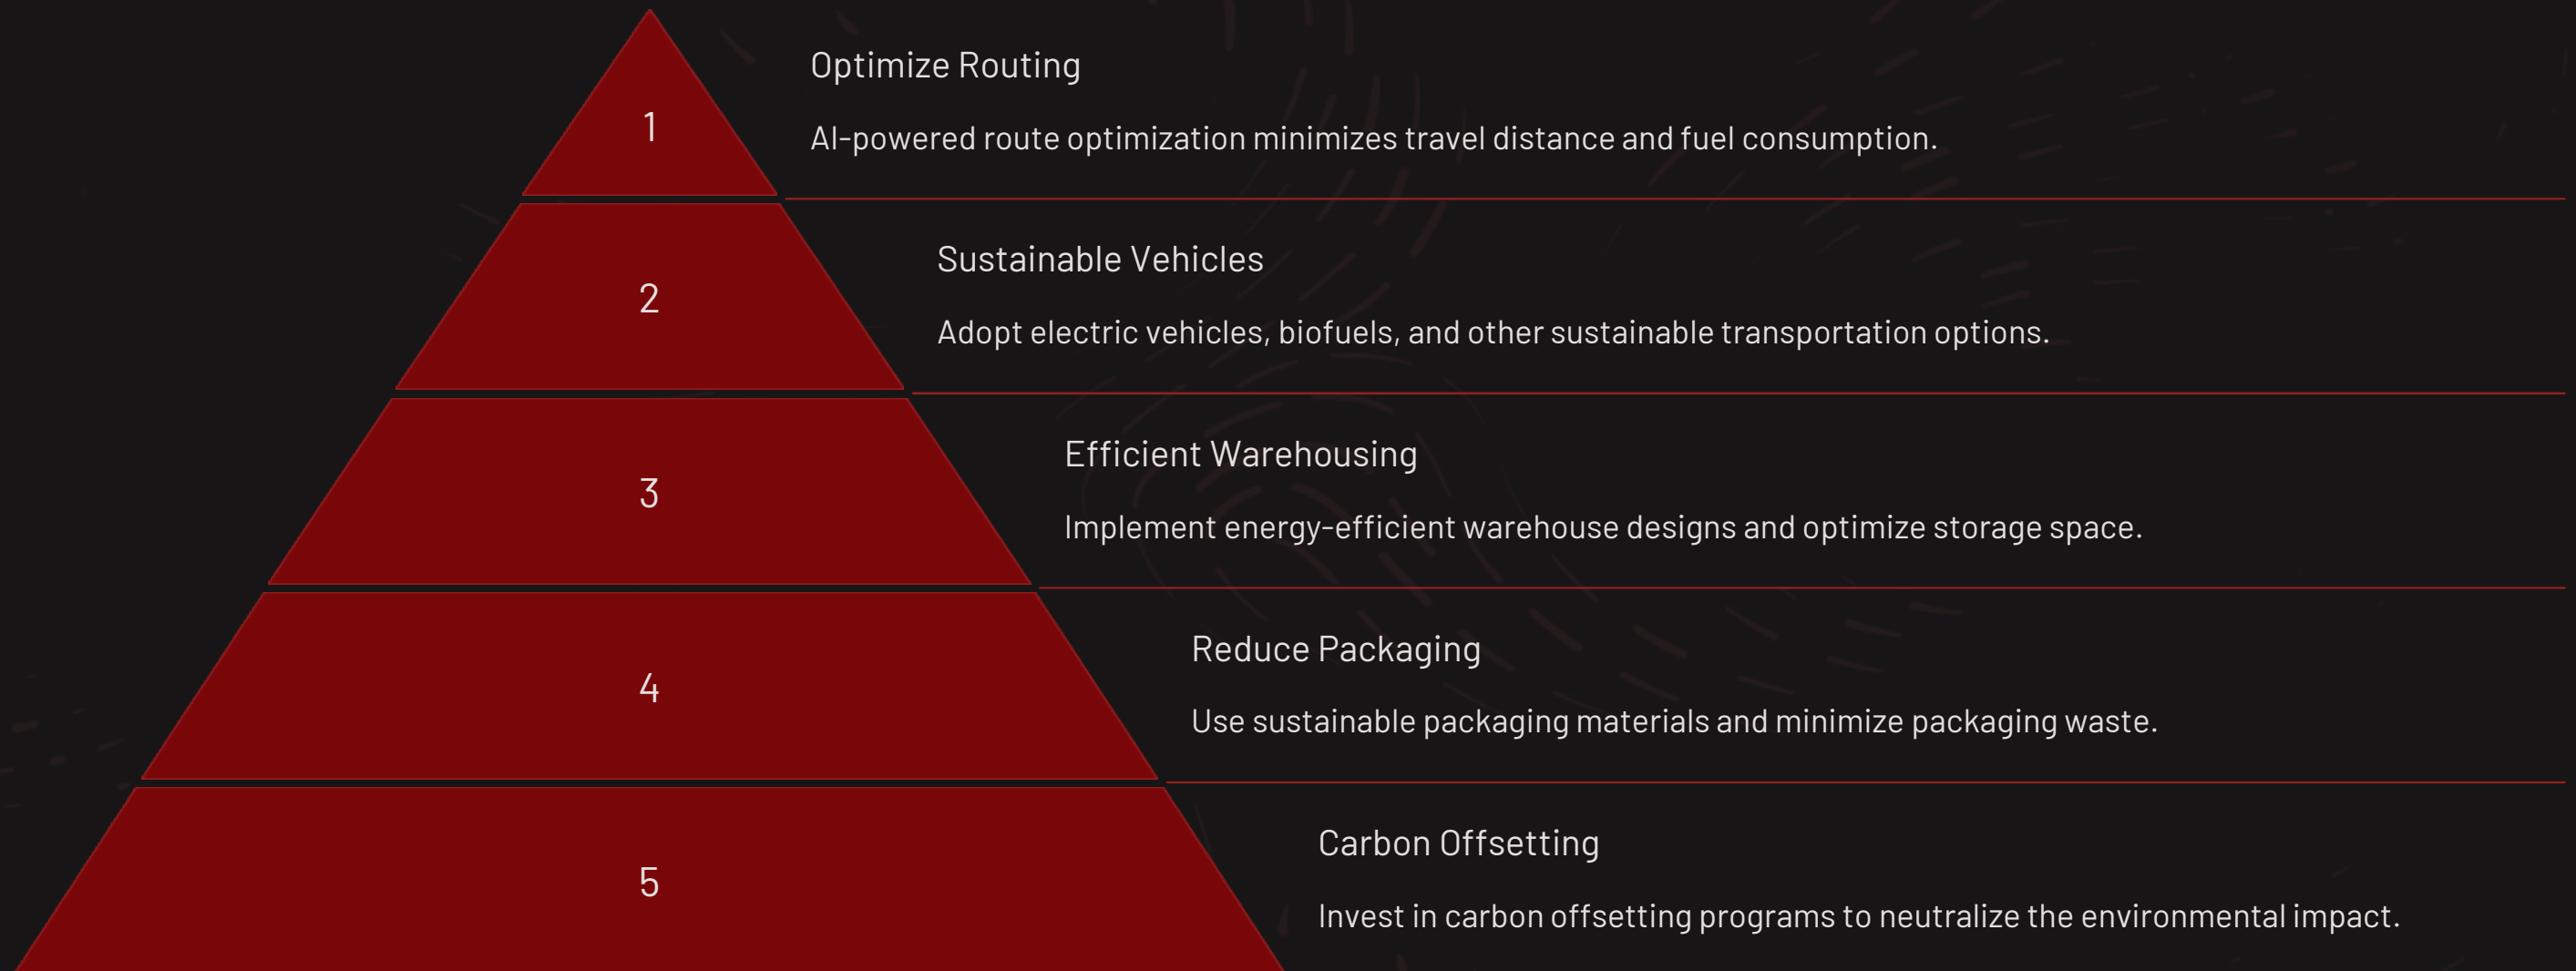 1
Optimize Routing
AI-powered route optimization minimizes travel distance and fuel consumption.
2
Sustainable Vehicles
Adopt electric vehicles, biofuels, and other sustainable transportation options.
3
Efficient Warehousing
Implement energy-efficient warehouse designs and optimize storage space.
4
Reduce Packaging
Use sustainable packaging materials and minimize packaging waste.
5
Carbon Offsetting
Invest in carbon offsetting programs to neutralize the environmental impact.